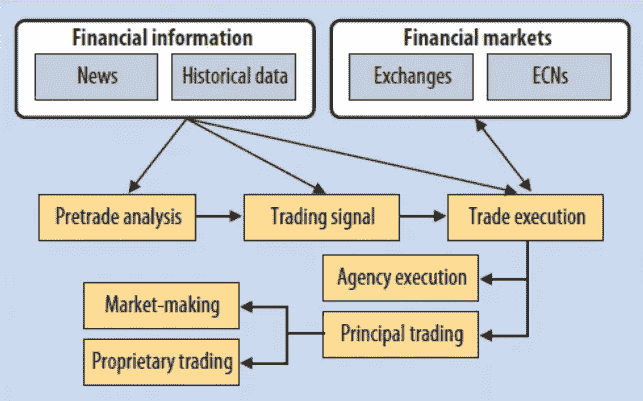 Financial information
News
Historical data
Financial markets
Exchanges
ECNs
Pretrade analysis
Trading signal
Trade execution
Agency execution
Market-making
Principal trading
Proprietary trading